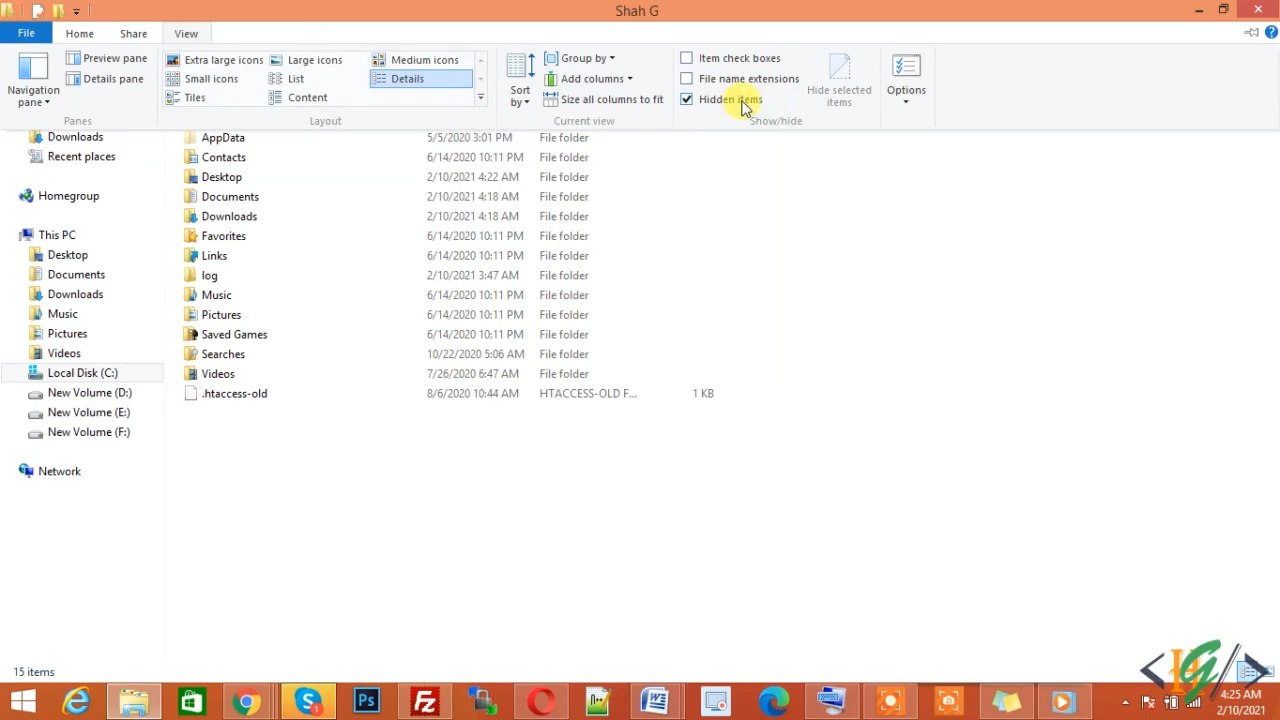 Shah G
File Home Share View
Navigation pane
Preview pane
Details pane
Panes
Extra large icons Large icons Medium icons
Small icons List Details
Tiles Content
Layout
Sort by
Group by
Add columns
Size all columns to fit
Current view
Item check boxes
File name extensions
Hidden items
Hide selected items
Show/hide
Options
Downloads
Recent places
Homegroup
This PC
Desktop
Documents
Downloads
Music
Pictures
Videos
Local Disk (C:)
New Volume (D:)
New Volume (E:)
New Volume (F:)
Network
AppData 5/5/2020 3:01 PM File folder
Contacts 6/14/2020 10:11 PM File folder
Desktop 2/10/2021 4:22 AM File folder
Documents 2/10/2021 4:18 AM File folder
Downloads 2/10/2021 4:18 AM File folder
Favorites 6/14/2020 10:11 PM File folder
Links 6/14/2020 10:11 PM File folder
log 2/10/2021 3:47 AM File folder
Music 6/14/2020 10:11 PM File folder
Pictures 6/14/2020 10:11 PM File folder
Saved Games 6/14/2020 10:11 PM File folder
Searches 10/22/2020 5:06 AM File folder
Videos 7/26/2020 6:47 AM File folder
.htaccess-old 8/6/2020 10:44 AM HTACCESS-OLD F... 1 KB
15 items
Ps
Fz
4:25 AM
2/10/2021